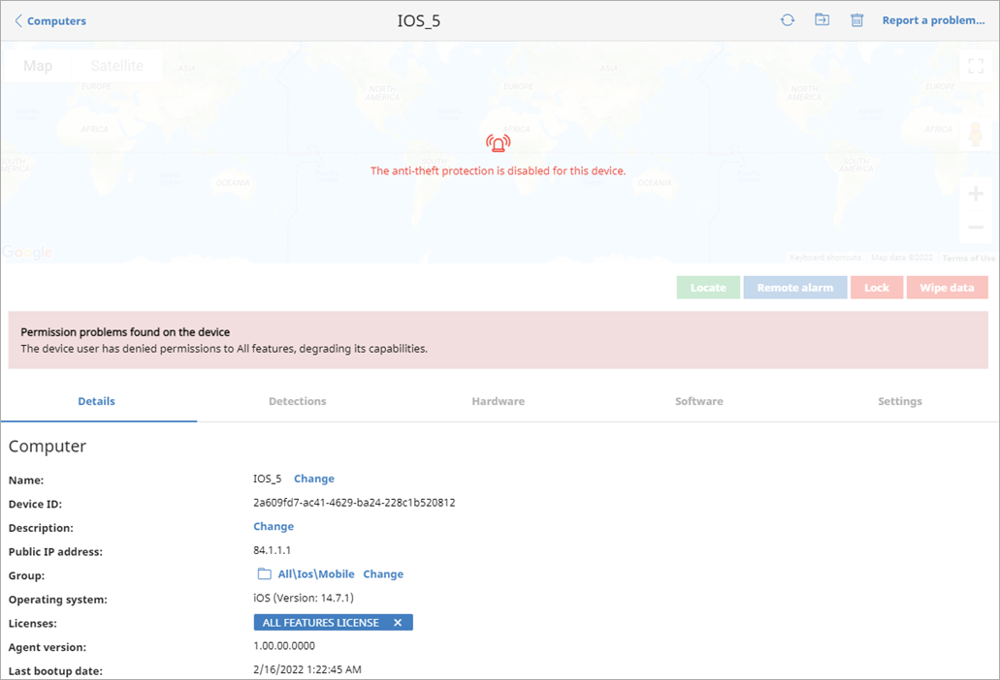 Computers
IOS_5
Report a problem...
Map
Satellite
ASIA
ASIA
EUROPE
NORTH
AMERICA
EUROPE
NORTH
AMERICA
EUROPE
AFRICA
AFRICA
AFRICA
The anti-theft protection is disabled for this device.
SOUTH
AMERICA
OCEANIA
SOUTH
AMERICA
OCEANIA
SOUTH
AMERICA
Google
Keyboard shortcuts
Map data ©2022
Terms of Use
Locate
Remote alarm
Lock
Wipe data
Permission problems found on the device
The device user has denied permissions to All features, degrading its capabilities.
Details
Detections
Hardware
Software
Settings
Computer
Name: IOS_5 Change
Device ID: 2a609fd7-ac41-4629-ba24-228c1b520812
Description: Change
Public IP address: 84.1.1.1
Group: All\Ios\Mobile Change
Operating system: iOS (Version: 14.7.1)
Licenses: ALL FEATURES LICENSE ✕
Agent version: 1.00.00.0000
Last bootup date: 2/16/2022 1:22:45 AM